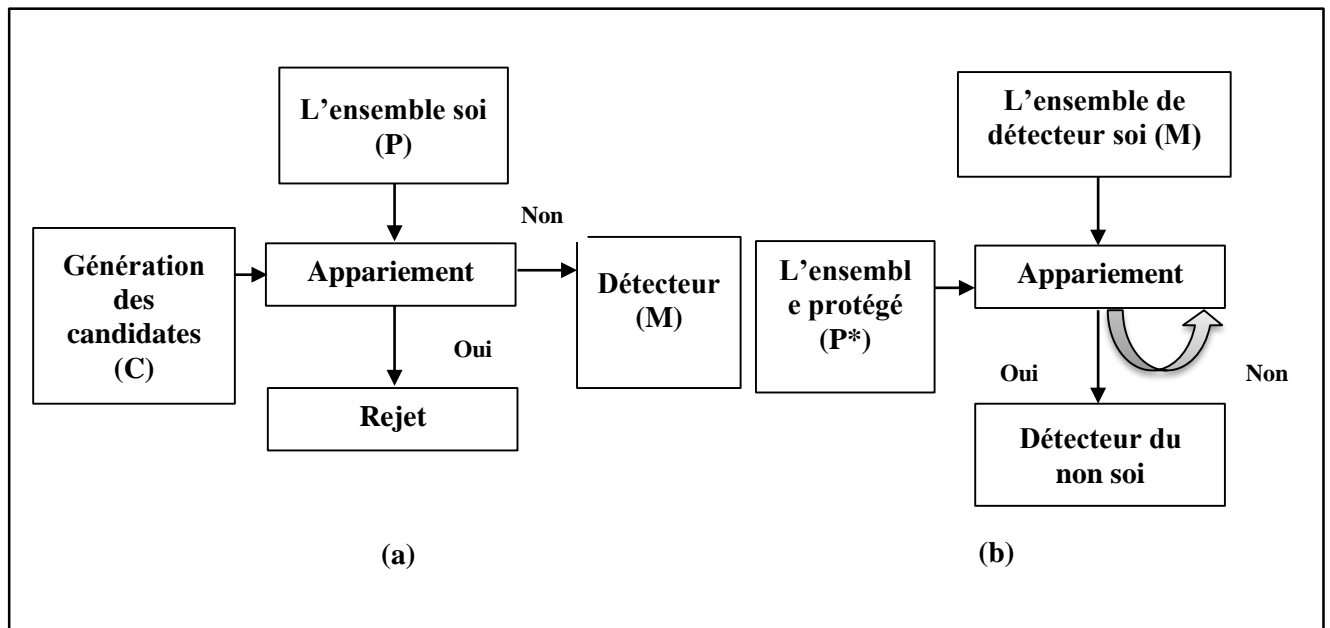 L’ensemble soi
(P)
Non
Génération
des
candidates
(C)
Appariement
Détecteur
(M)
Oui
Rejet
(a)
L’ensemble de
détecteur soi (M)
L’ensembl
e protégé
(P*)
Appariement
Oui
Non
Détecteur du
non soi
(b)